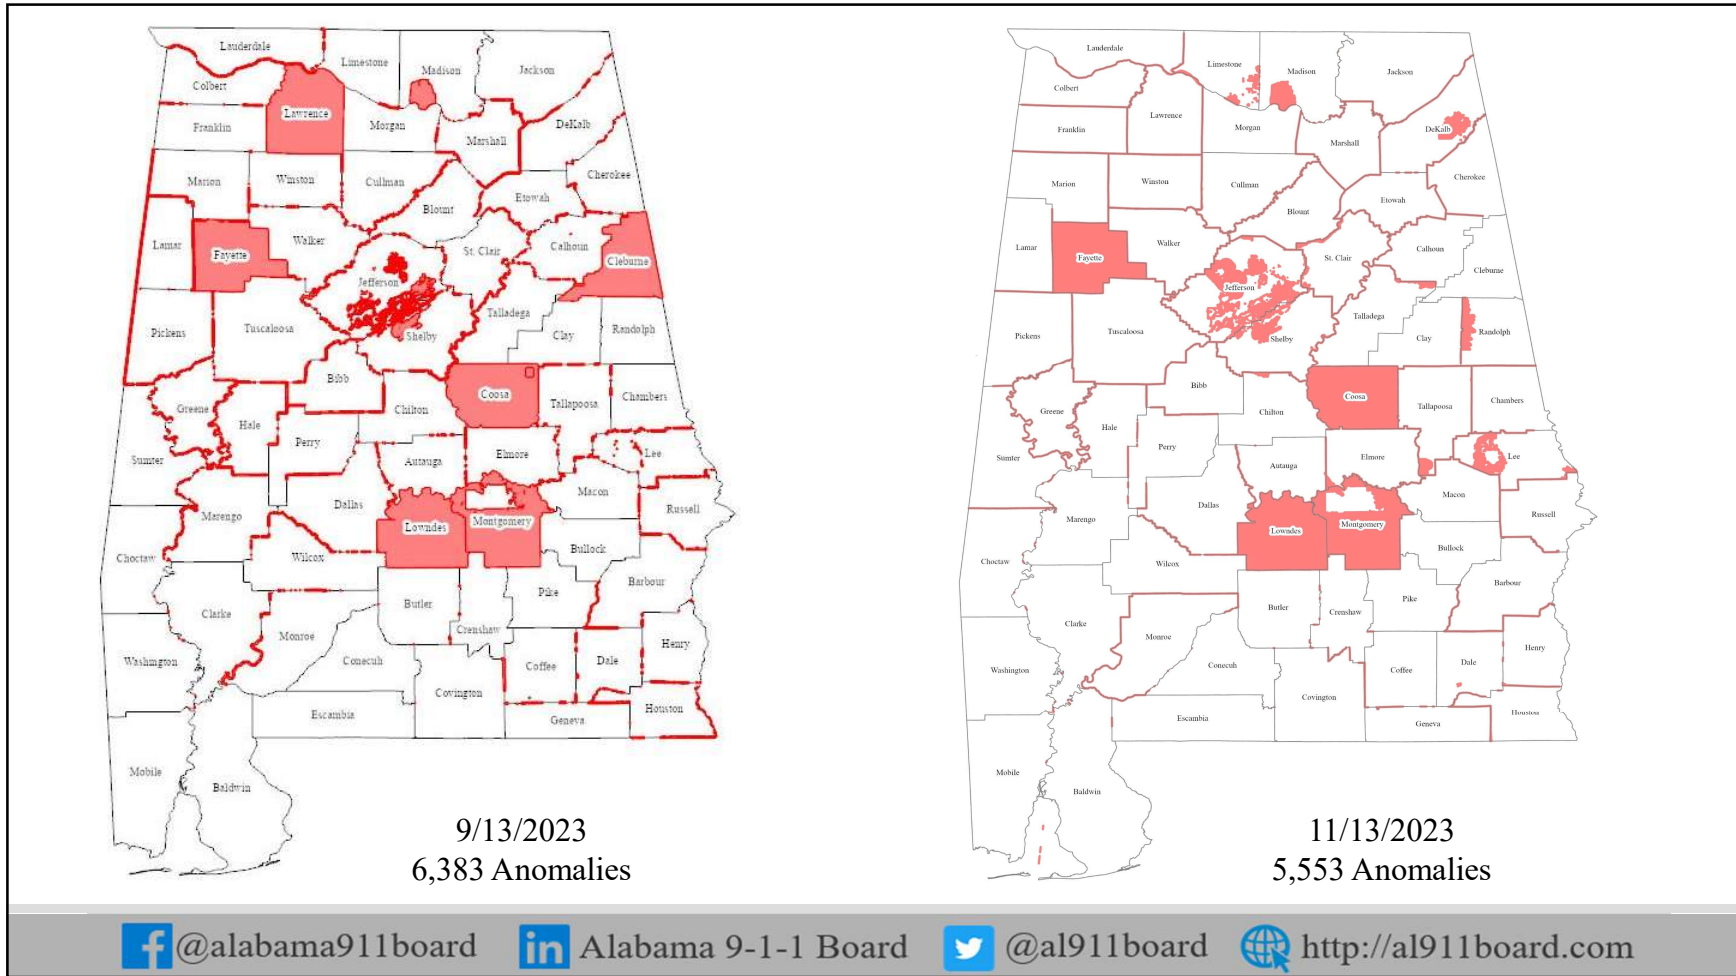 Lauderdale
Limestone
Madison
Jackson
Colbert
Lawrence
Franklin
Morgan
DeKalb
Marshall
Marion
Winston
Cullman
Cherokee
Etowah
Blount
Lamar
Fayette
Walker
St. Clair
Calhoun
Cleburne
Jefferson
Talladega
Pickens
Tuscaloosa
Shelby
Clay
Randolph
Bibb
Coosa
Chambers
Tallapoosa
Greene
Chilton
Hale
Perry
Elmore
Lee
Sumter
Autauga
Macon
Dallas
Marengo
Lowndes
Montgomery
Russell
Choctaw
Wilcox
Bullock
Barbour
Clarke
Butler
Pike
Monroe
Crenshaw
Henry
Washington
Conecuh
Coffee
Dale
Covington
Houston
Escambia
Geneva
Mobile
Baldwin
9/13/2023
6,383 Anomalies
Lauderdale
Limestone
Madison
Jackson
Colbert
Lawrence
Franklin
Morgan
DeKalb
Marshall
Marion
Winston
Cullman
Cherokee
Etowah
Blount
Lamar
Fayette
Walker
St. Clair
Calhoun
Cleburne
Jefferson
Talladega
Pickens
Tuscaloosa
Shelby
Clay
Randolph
Bibb
Coosa
Chambers
Tallapoosa
Greene
Chilton
Hale
Perry
Elmore
Lee
Sumter
Autauga
Macon
Dallas
Marengo
Lowndes
Montgomery
Russell
Choctaw
Wilcox
Bullock
Barbour
Clarke
Butler
Pike
Crenshaw
Monroe
Henry
Washington
Conecuh
Coffee
Dale
Covington
Houston
Escambia
Geneva
Mobile
Baldwin
11/13/2023
5,553 Anomalies
@alabama911board in Alabama 9-1-1 Board @al911board http://al911board.com